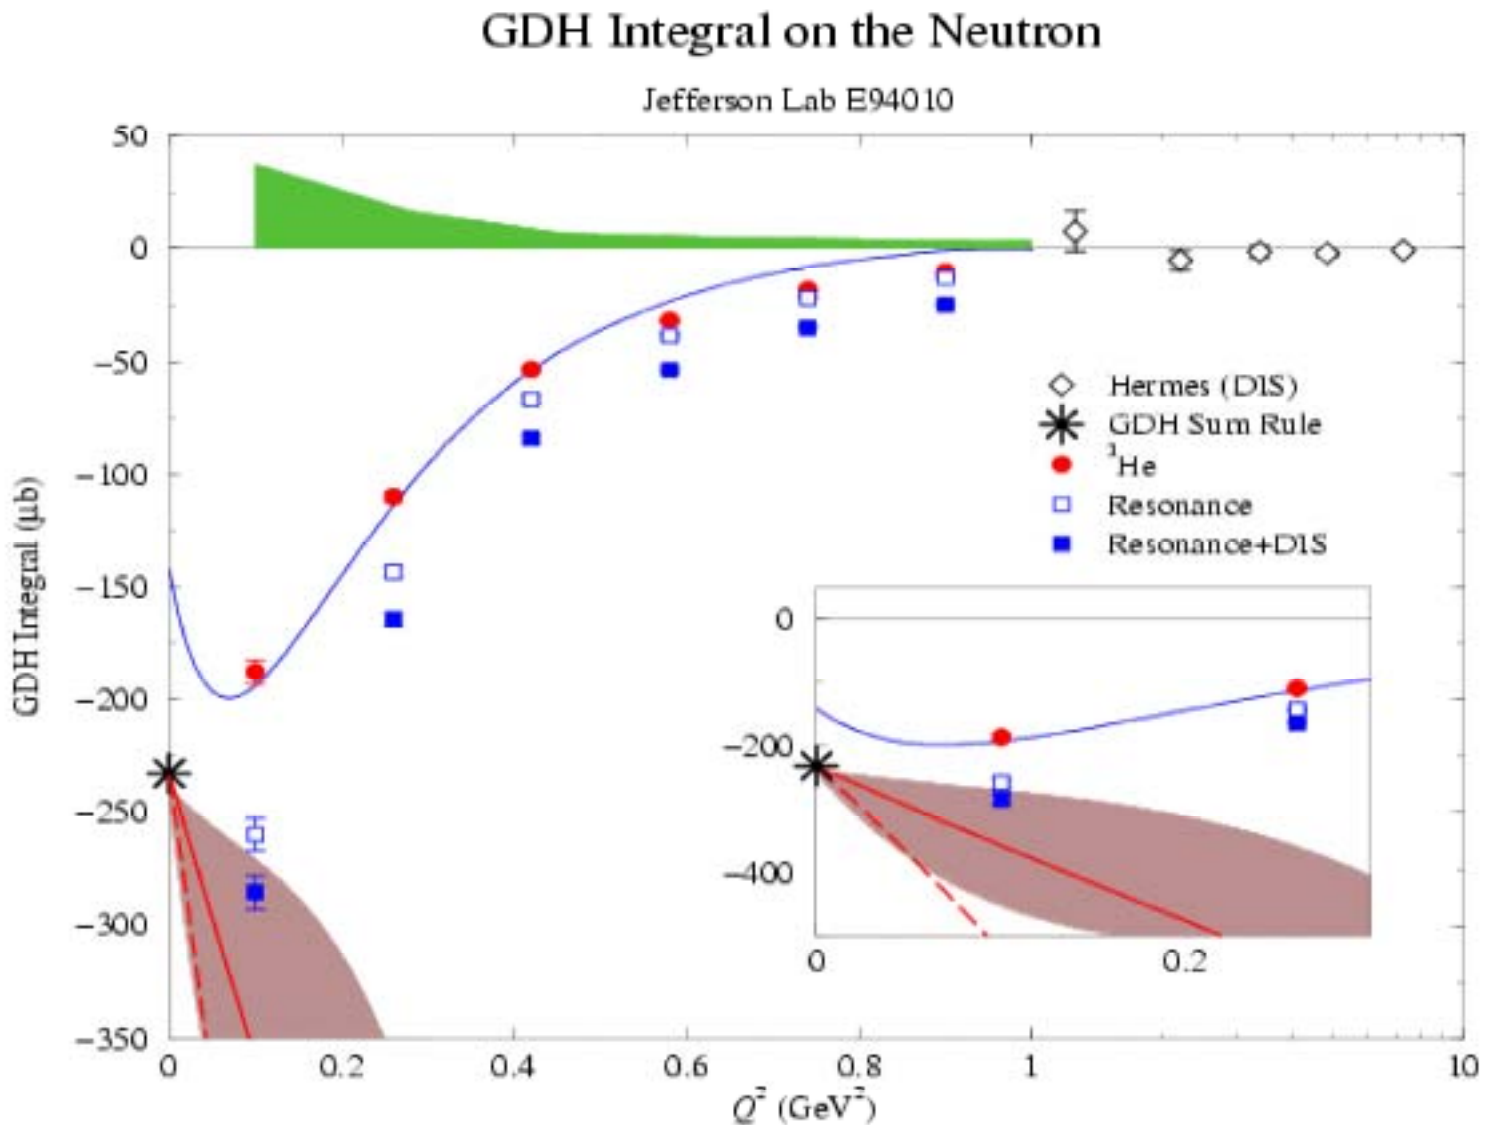 GDH Integral on the Neutron
Jefferson Lab E94010
50
0
−50
−100
−150
−200
−250
−300
−350
GDH Integral (μb)
Hermes (DIS)
GDH Sum Rule
³He
Resonance
Resonance+DIS
0
−200
−400
0 0.2
0 0.2 0.4 0.6 0.8 1 10
Q² (GeV²)